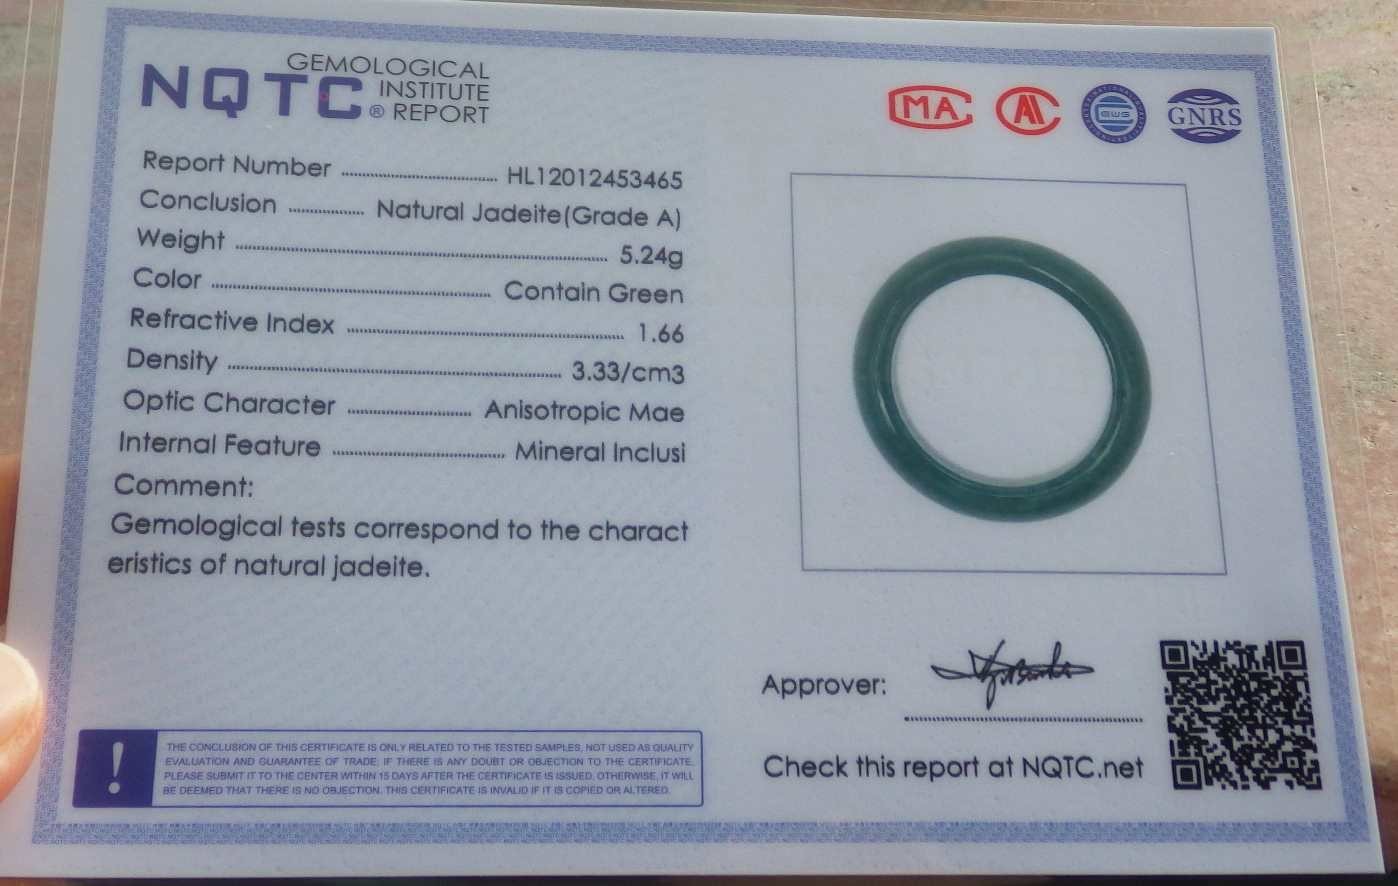 NQTC® GEMOLOGICAL INSTITUTE REPORT
MA
GWS
GNRS
Report Number HL12012453465
Conclusion Natural Jadeite(Grade A)
Weight 5.24g
Color Contain Green
Refractive Index 1.66
Density 3.33/cm3
Optic Character Anisotropic Mae
Internal Feature Mineral Inclusi
Comment:
Gemological tests correspond to the charact
eristics of natural jadeite.
Approver:
Check this report at NQTC.net
! THE CONCLUSION OF THIS CERTIFICATE IS ONLY RELATED TO THE TESTED SAMPLES, NOT USED AS QUALITY
EVALUATION AND GUARANTEE OF TRADE; IF THERE IS ANY DOUBT OR OBJECTION TO THE CERTIFICATE,
PLEASE SUBMIT IT TO THE CENTER WITHIN 15 DAYS AFTER THE CERTIFICATE IS ISSUED, OTHERWISE, IT WILL
BE DEEMED THAT THERE IS NO OBJECTION. THIS CERTIFICATE IS INVALID IF IT IS COPIED OR ALTERED.